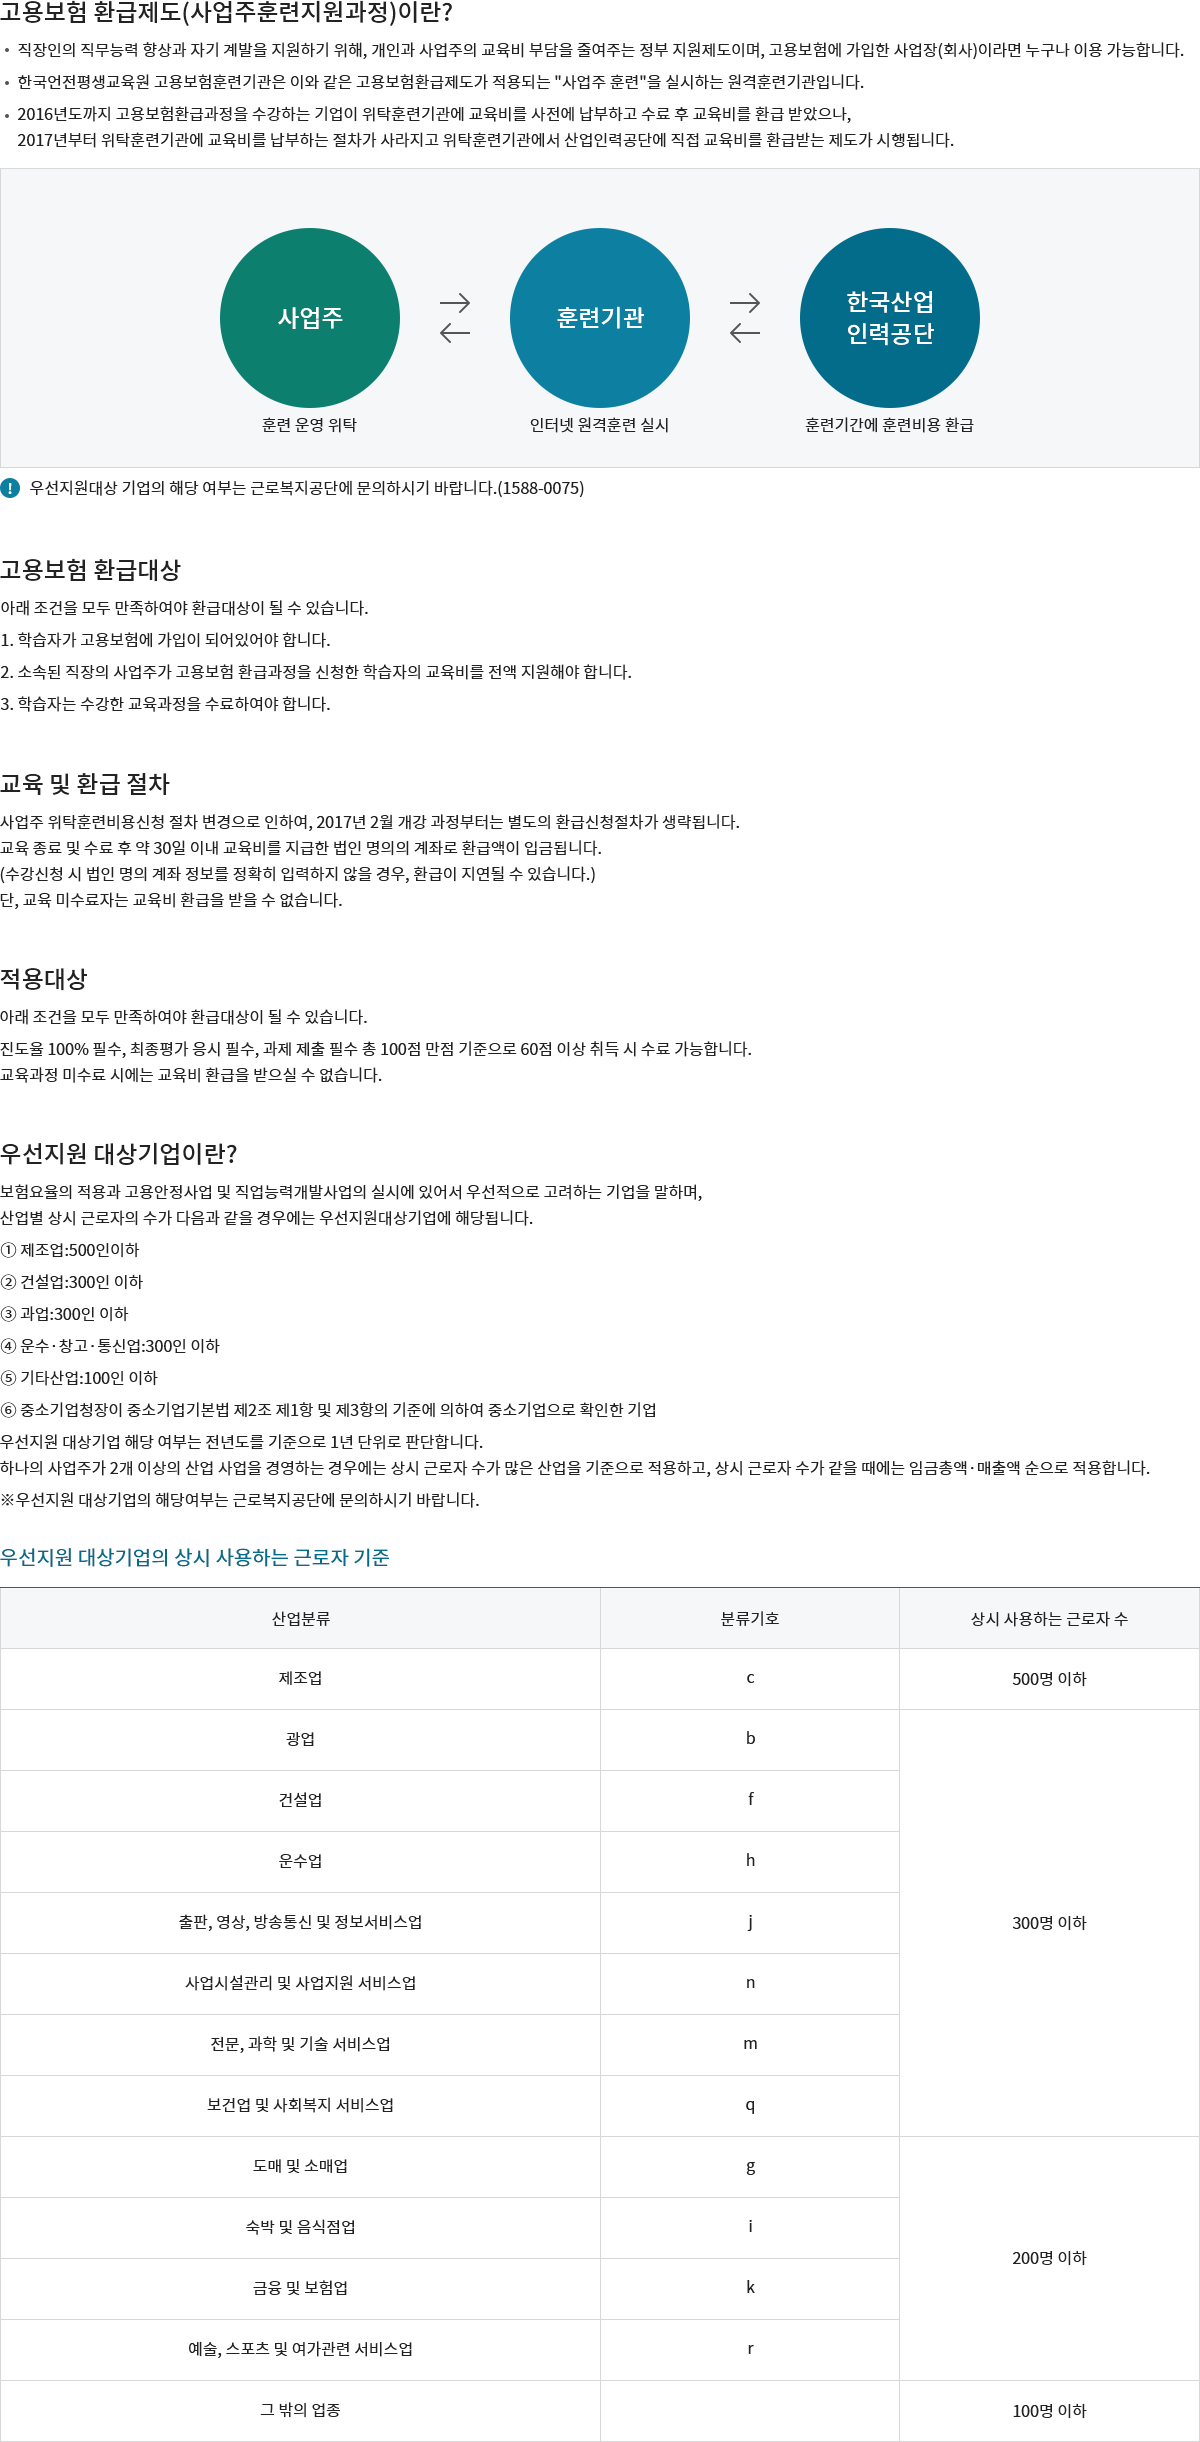 고용보험 환급제도(사업주훈련지원과정)이란?
• 직장인의 직무능력 향상과 자기 계발을 지원하기 위해, 개인과 사업주의 교육비 부담을 줄여주는 정부 지원제도이며, 고용보험에 가입한 사업장(회사)이라면 누구나 이용 가능합니다.
• 한국언전평생교육원 고용보험훈련기관은 이와 같은 고용보험환급제도가 적용되는 "사업주 훈련"을 실시하는 원격훈련기관입니다.
• 2016년도까지 고용보험환급과정을 수강하는 기업이 위탁훈련기관에 교육비를 사전에 납부하고 수료 후 교육비를 환급 받았으나,
2017년부터 위탁훈련기관에 교육비를 납부하는 절차가 사라지고 위탁훈련기관에서 산업인력공단에 직접 교육비를 환급받는 제도가 시행됩니다.
사업주
훈련기관
한국산업
인력공단
훈련 운영 위탁
인터넷 원격훈련 실시
훈련기간에 훈련비용 환급
! 우선지원대상 기업의 해당 여부는 근로복지공단에 문의하시기 바랍니다.(1588-0075)
고용보험 환급대상
아래 조건을 모두 만족하여야 환급대상이 될 수 있습니다.
1. 학습자가 고용보험에 가입이 되어있어야 합니다.
2. 소속된 직장의 사업주가 고용보험 환급과정을 신청한 학습자의 교육비를 전액 지원해야 합니다.
3. 학습자는 수강한 교육과정을 수료하여야 합니다.
교육 및 환급 절차
사업주 위탁훈련비용신청 절차 변경으로 인하여, 2017년 2월 개강 과정부터는 별도의 환급신청절차가 생략됩니다.
교육 종료 및 수료 후 약 30일 이내 교육비를 지급한 법인 명의의 계좌로 환급액이 입금됩니다.
(수강신청 시 법인 명의 계좌 정보를 정확히 입력하지 않을 경우, 환급이 지연될 수 있습니다.)
단, 교육 미수료자는 교육비 환급을 받을 수 없습니다.
적용대상
아래 조건을 모두 만족하여야 환급대상이 될 수 있습니다.
진도율 100% 필수, 최종평가 응시 필수, 과제 제출 필수 총 100점 만점 기준으로 60점 이상 취득 시 수료 가능합니다.
교육과정 미수료 시에는 교육비 환급을 받으실 수 없습니다.
우선지원 대상기업이란?
보험요율의 적용과 고용안정사업 및 직업능력개발사업의 실시에 있어서 우선적으로 고려하는 기업을 말하며,
산업별 상시 근로자의 수가 다음과 같을 경우에는 우선지원대상기업에 해당됩니다.
① 제조업:500인이하
② 건설업:300인 이하
③ 과업:300인 이하
④ 운수·창고·통신업:300인 이하
⑤ 기타산업:100인 이하
⑥ 중소기업청장이 중소기업기본법 제2조 제1항 및 제3항의 기준에 의하여 중소기업으로 확인한 기업
우선지원 대상기업 해당 여부는 전년도를 기준으로 1년 단위로 판단합니다.
하나의 사업주가 2개 이상의 산업 사업을 경영하는 경우에는 상시 근로자 수가 많은 산업을 기준으로 적용하고, 상시 근로자 수가 같을 때에는 임금총액·매출액 순으로 적용합니다.
※우선지원 대상기업의 해당여부는 근로복지공단에 문의하시기 바랍니다.
우선지원 대상기업의 상시 사용하는 근로자 기준
산업분류 분류기호 상시 사용하는 근로자 수
제조업 c 500명 이하
광업 b
건설업 f
운수업 h
출판, 영상, 방송통신 및 정보서비스업 j 300명 이하
사업시설관리 및 사업지원 서비스업 n
전문, 과학 및 기술 서비스업 m
보건업 및 사회복지 서비스업 q
도매 및 소매업 g
숙박 및 음식점업 i
200명 이하
금융 및 보험업 k
예술, 스포츠 및 여가관련 서비스업 r
그 밖의 업종 100명 이하